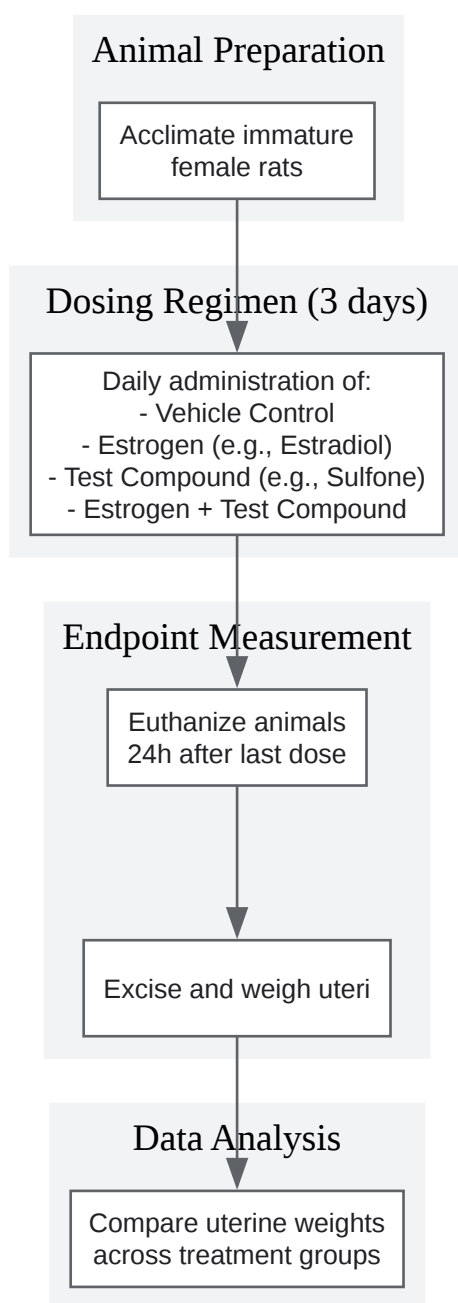 Animal Preparation
Acclimate immature
female rats
Dosing Regimen (3 days)
Daily administration of:
- Vehicle Control
- Estrogen (e.g., Estradiol)
- Test Compound (e.g., Sulfone)
- Estrogen + Test Compound
Endpoint Measurement
Euthanize animals
24h after last dose
Excise and weigh uteri
Data Analysis
Compare uterine weights
across treatment groups